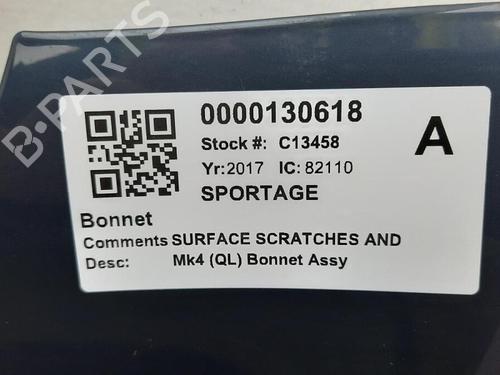 0000130618
A
Stock #: C13458
Yr:2017 IC: 82110
SPORTAGE
Bonnet
Comments SURFACE SCRATCHES AND
Desc: Mk4 (QL) Bonnet Assy
B-PARTS